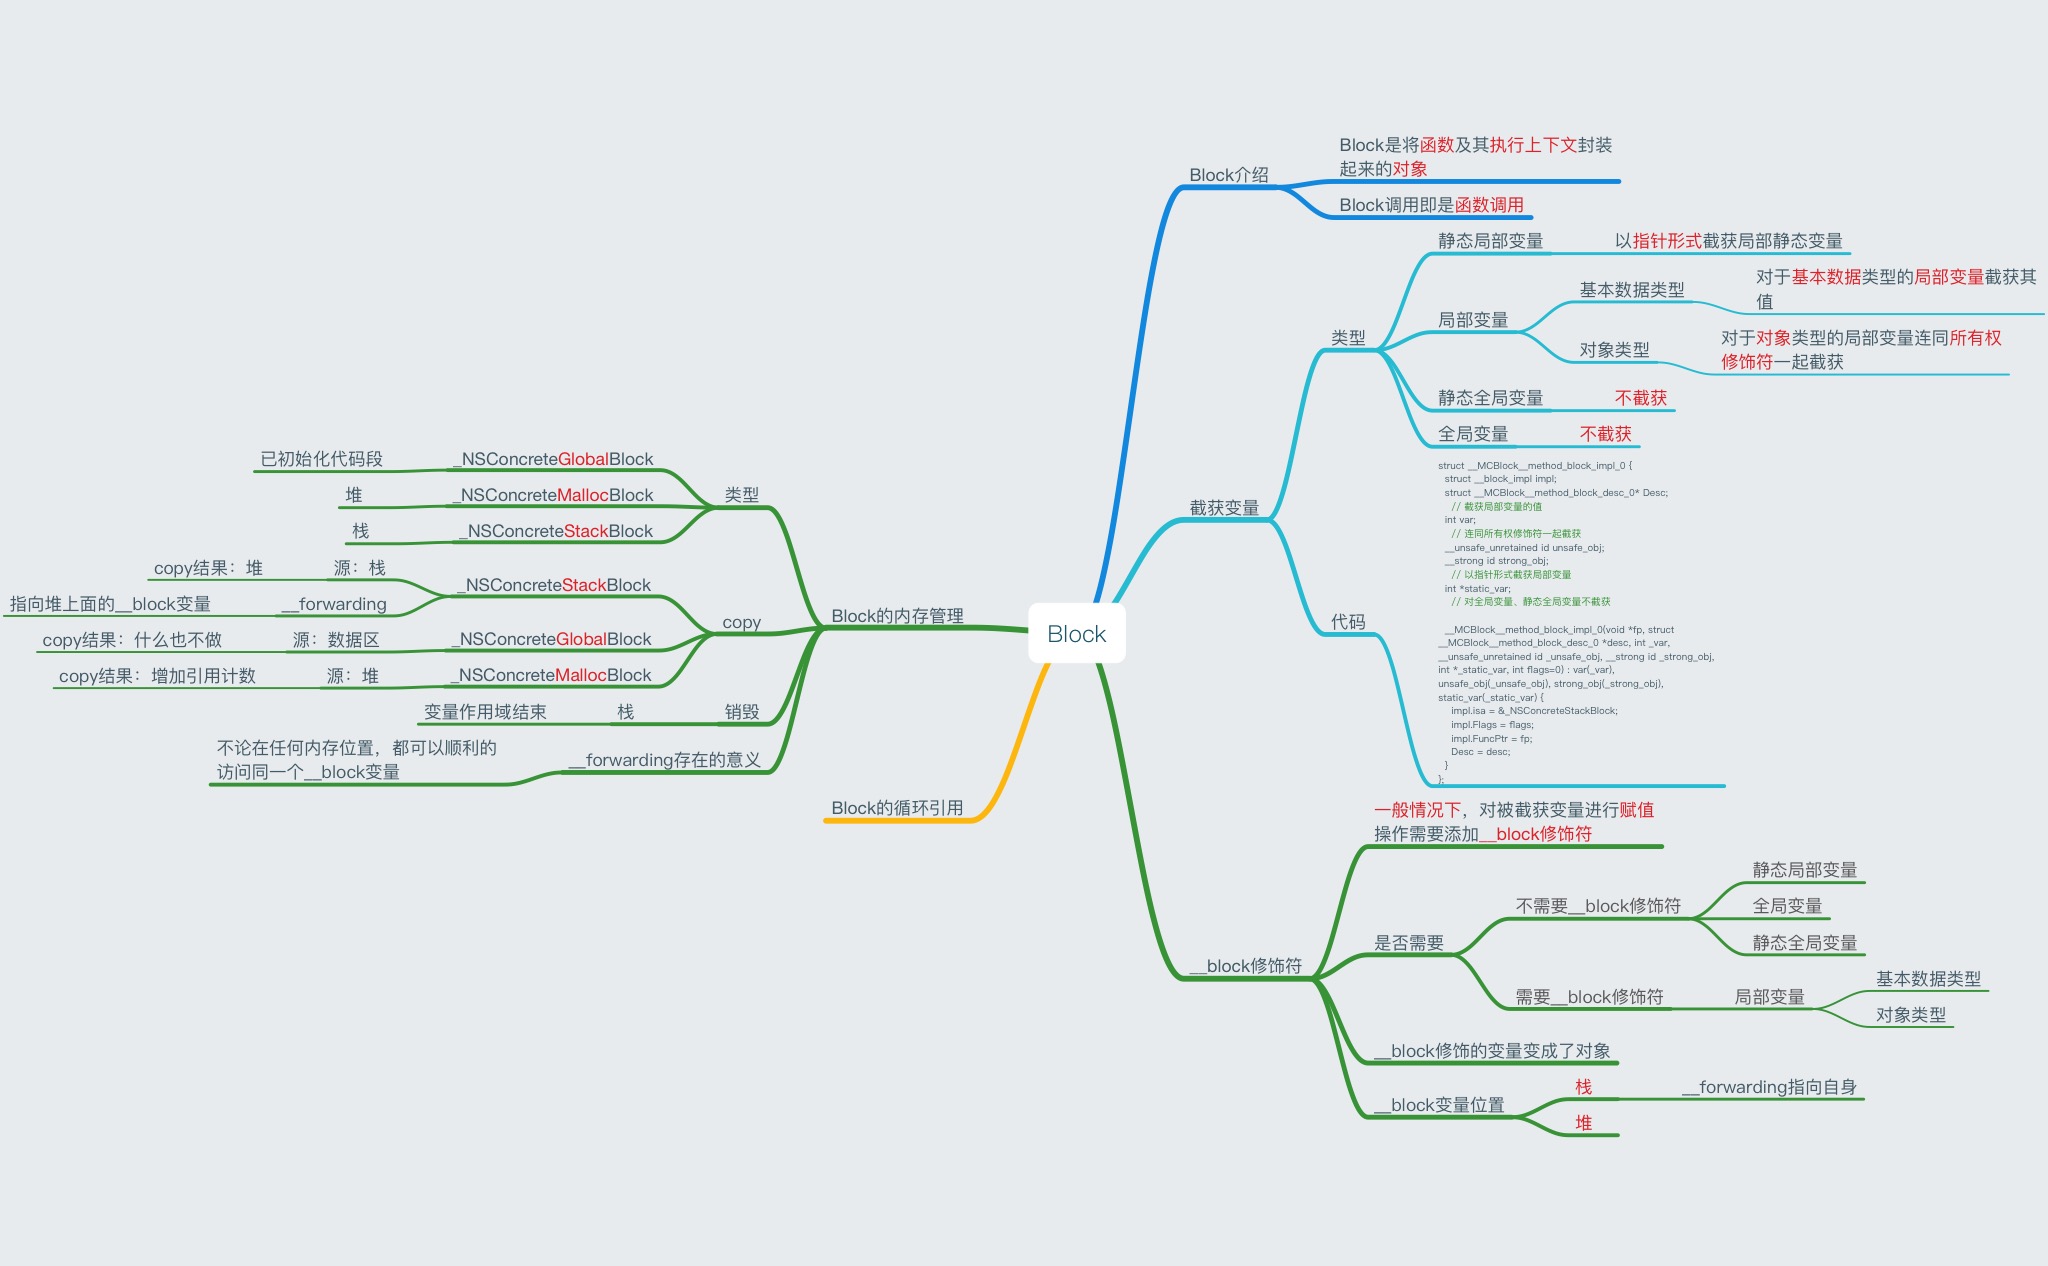 Block
Block介绍
Block是将函数及其执行上下文封装
起来的对象
Block调用即是函数调用
截获变量
类型
静态局部变量
以指针形式截获局部静态变量
局部变量
基本数据类型
对于基本数据类型的局部变量截获其
值
对象类型
对于对象类型的局部变量连同所有权
修饰符一起截获
静态全局变量
不截获
全局变量
不截获
代码
struct __MCBlock__method_block_impl_0 {
struct __block_impl impl;
struct __MCBlock__method_block_desc_0* Desc;
// 截获局部变量的值
int var;
// 连同所有权修饰符一起截获
__unsafe_unretained id unsafe_obj;
__strong id strong_obj;
// 以指针形式截获局部变量
int *static_var;
// 对全局变量、静态全局变量不截获
__MCBlock__method_block_impl_0(void *fp, struct
__MCBlock__method_block_desc_0 *desc, int _var,
__unsafe_unretained id _unsafe_obj, __strong id _strong_obj,
int *_static_var, int flags=0) : var(_var),
unsafe_obj(_unsafe_obj), strong_obj(_strong_obj),
static_var(_static_var) {
impl.isa = &_NSConcreteStackBlock;
impl.Flags = flags;
impl.FuncPtr = fp;
Desc = desc;
}
};
__block修饰符
一般情况下，对被截获变量进行赋值
操作需要添加__block修饰符
是否需要
不需要__block修饰符
静态局部变量
全局变量
静态全局变量
需要__block修饰符
局部变量
基本数据类型
对象类型
__block修饰的变量变成了对象
__block变量位置
栈
__forwarding指向自身
堆
Block的内存管理
类型
_NSConcreteGlobalBlock
已初始化代码段
_NSConcreteMallocBlock
堆
_NSConcreteStackBlock
栈
copy
_NSConcreteStackBlock
源：栈
copy结果：堆
__forwarding
指向堆上面的__block变量
_NSConcreteGlobalBlock
源：数据区
copy结果：什么也不做
_NSConcreteMallocBlock
源：堆
copy结果：增加引用计数
销毁
栈
变量作用域结束
__forwarding存在的意义
不论在任何内存位置，都可以顺利的
访问同一个__block变量
Block的循环引用